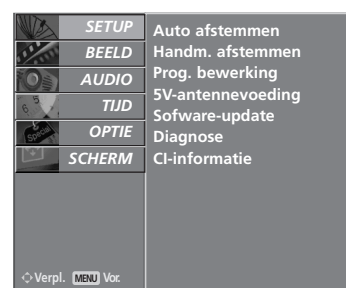 SETUP
BEELD
AUDIO
TIJD
OPTIE
SCHERM
Auto afstemmen
Handm. afstemmen
Prog. bewerking
5V-antennevoeding
Sofware-update
Diagnose
CI-informatie
Verpl. MENU Vor.